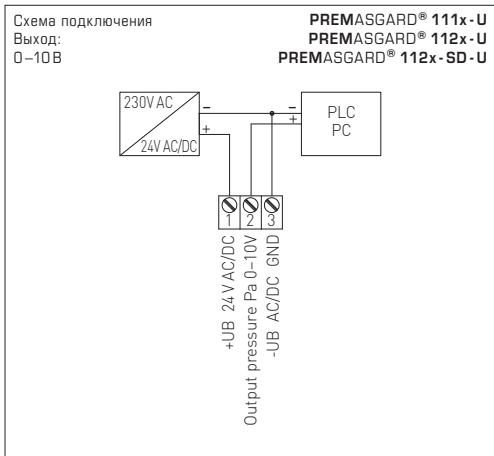 Схема подключения
Выход:
0–10 В
PREMASGARD® 111x-U
PREMASGARD® 112x-U
PREMASGARD® 112x-SD-U
230V AC
24V AC/DC
–
+
–
+
PLC
PC
1
2
3
+UB 24 V AC/DC
Output pressure Pa 0–10V
-UB AC/DC GND